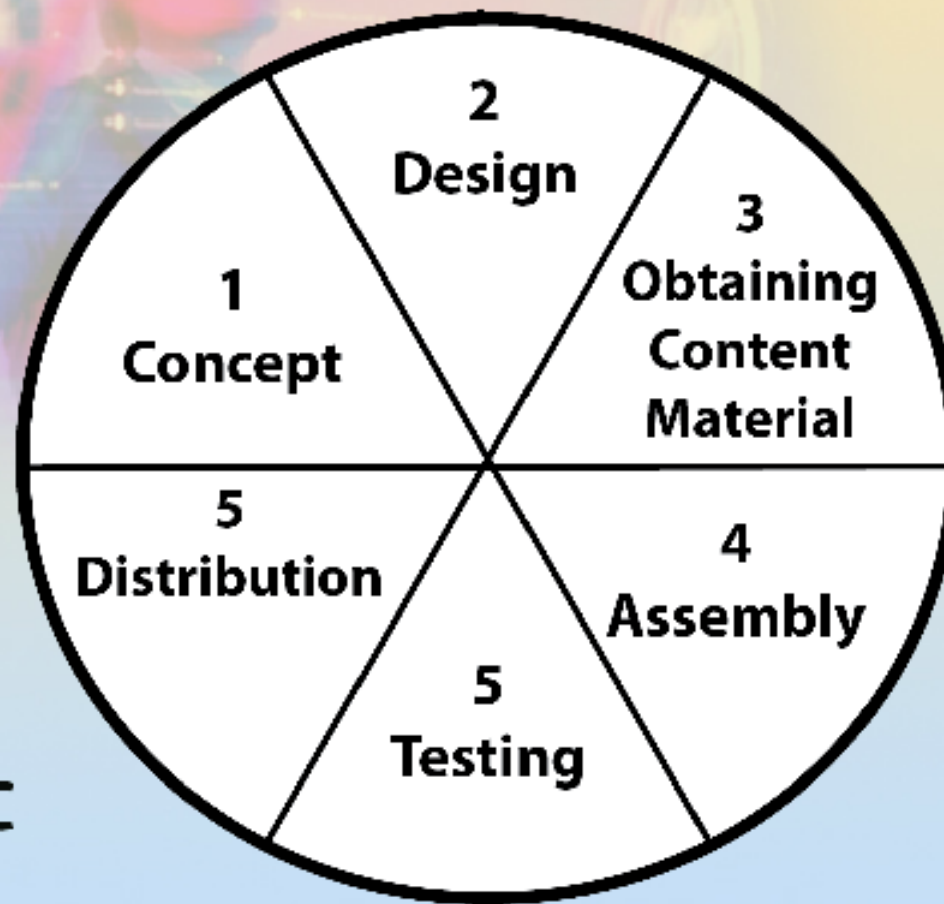 1
Concept
2
Design
3
Obtaining
Content
Material
4
Assembly
5
Testing
5
Distribution